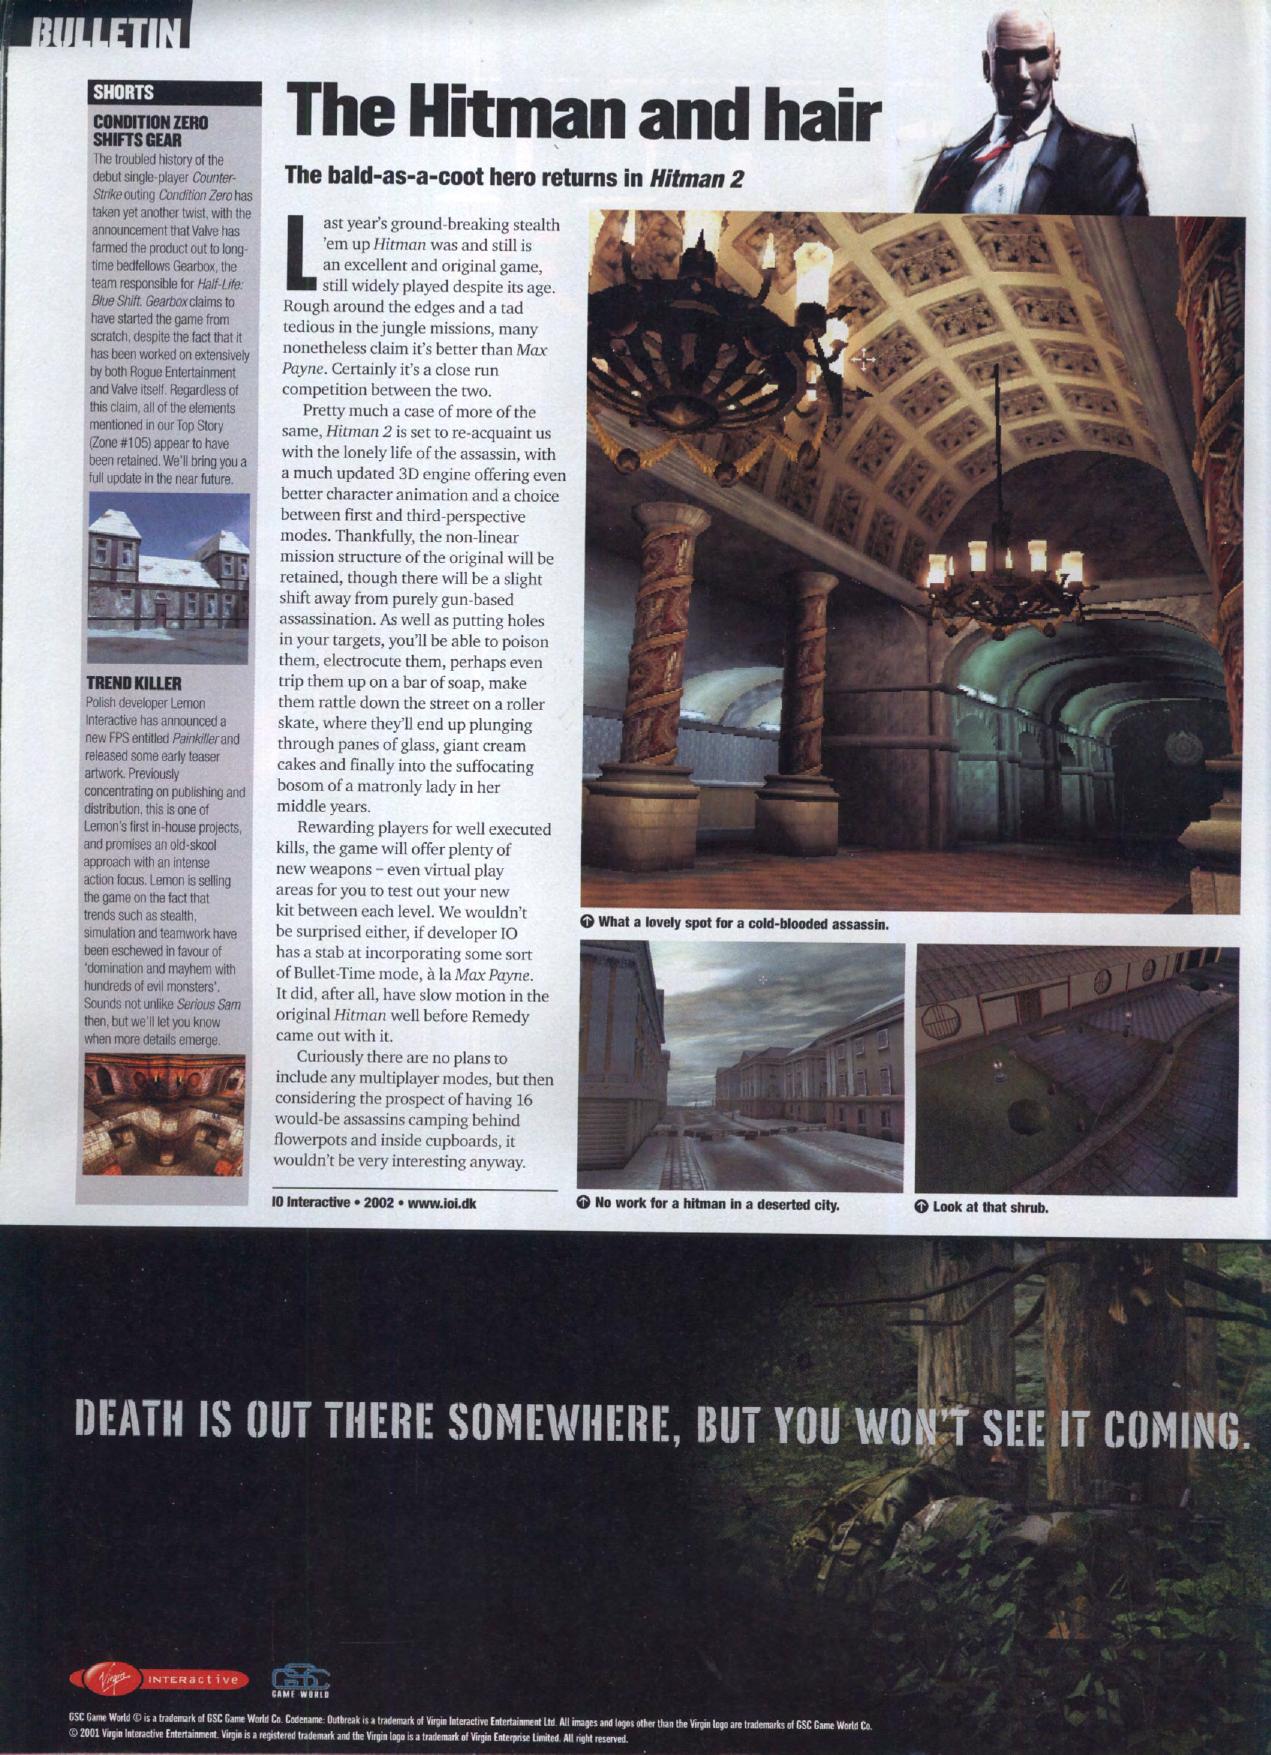 BULLETIN
SHORTS
CONDITION ZERO
SHIFTS GEAR
The troubled history of the
debut single-player Counter-
Strike outing Condition Zero has
taken yet another twist, with the
announcement that Valve has
farmed the product out to long-
time bedfellows Gearbox, the
team responsible for Half-Life:
Blue Shift. Gearbox claims to
have started the game from
scratch, despite the fact that it
has been worked on extensively
by both Rogue Entertainment
and Valve itself. Regardless of
this claim, all of the elements
mentioned in our Top Story
(Zone #105) appear to have
been retained. We'll bring you a
full update in the near future.
TREND KILLER
Polish developer Lemon
Interactive has announced a
new FPS entitled Painkiller and
released some early teaser
artwork. Previously
concentrating on publishing and
distribution, this is one of
Lemon's first in-house projects,
and promises an old-skool
approach with an intense
action focus. Lemon is selling
the game on the fact that
trends such as stealth,
simulation and teamwork have
been eschewed in favour of
'domination and mayhem with
hundreds of evil monsters'.
Sounds not unlike Serious Sam
then, but we'll let you know
when more details emerge.
The Hitman and hair
The bald-as-a-coot hero returns in Hitman 2
Last year's ground-breaking stealth
'em up Hitman was and still is
an excellent and original game,
still widely played despite its age.
Rough around the edges and a tad
tedious in the jungle missions, many
nonetheless claim it's better than Max
Payne. Certainly it's a close run
competition between the two.
Pretty much a case of more of the
same, Hitman 2 is set to re-acquaint us
with the lonely life of the assassin, with
a much updated 3D engine offering even
better character animation and a choice
between first and third-perspective
modes. Thankfully, the non-linear
mission structure of the original will be
retained, though there will be a slight
shift away from purely gun-based
assassination. As well as putting holes
in your targets, you'll be able to poison
them, electrocute them, perhaps even
trip them up on a bar of soap, make
them rattle down the street on a roller
skate, where they'll end up plunging
through panes of glass, giant cream
cakes and finally into the suffocating
bosom of a matronly lady in her
middle years.
Rewarding players for well executed
kills, the game will offer plenty of
new weapons – even virtual play
areas for you to test out your new
kit between each level. We wouldn't
be surprised either, if developer IO
has a stab at incorporating some sort
of Bullet-Time mode, à la Max Payne.
It did, after all, have slow motion in the
original Hitman well before Remedy
came out with it.
Curiously there are no plans to
include any multiplayer modes, but then
considering the prospect of having 16
would-be assassins camping behind
flowerpots and inside cupboards, it
wouldn't be very interesting anyway.
IO Interactive • 2002 • www.ioi.dk
What a lovely spot for a cold-blooded assassin.
No work for a hitman in a deserted city.
Look at that shrub.
DEATH IS OUT THERE SOMEWHERE, BUT YOU WON'T SEE IT COMING.
Virgin INTERactive
GSC
GAME WORLD
GSC Game World © is a trademark of GSC Game World Co. Codename: Outbreak is a trademark of Virgin Interactive Entertainment Ltd. All images and logos other than the Virgin logo are trademarks of GSC Game World Co.
© 2001 Virgin Interactive Entertainment. Virgin is a registered trademark and the Virgin logo is a trademark of Virgin Enterprise Limited. All right reserved.